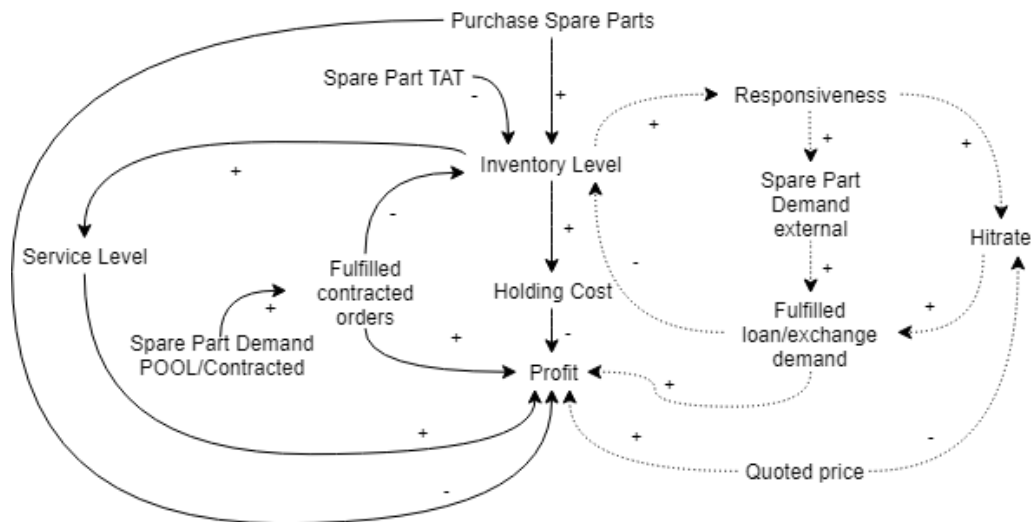 Purchase Spare Parts
Spare Part TAT
-
+
Responsiveness
+
+
+
Inventory Level
+
Spare Part
Demand
external
-
+
Hitrate
Service Level
Fulfilled
contracted
orders
-
+
Holding Cost
+
+
Spare Part Demand
POOL/Contracted
+
-
Fulfilled
loan/exchange
demand
Profit
+
+
+
-
Quoted price
-